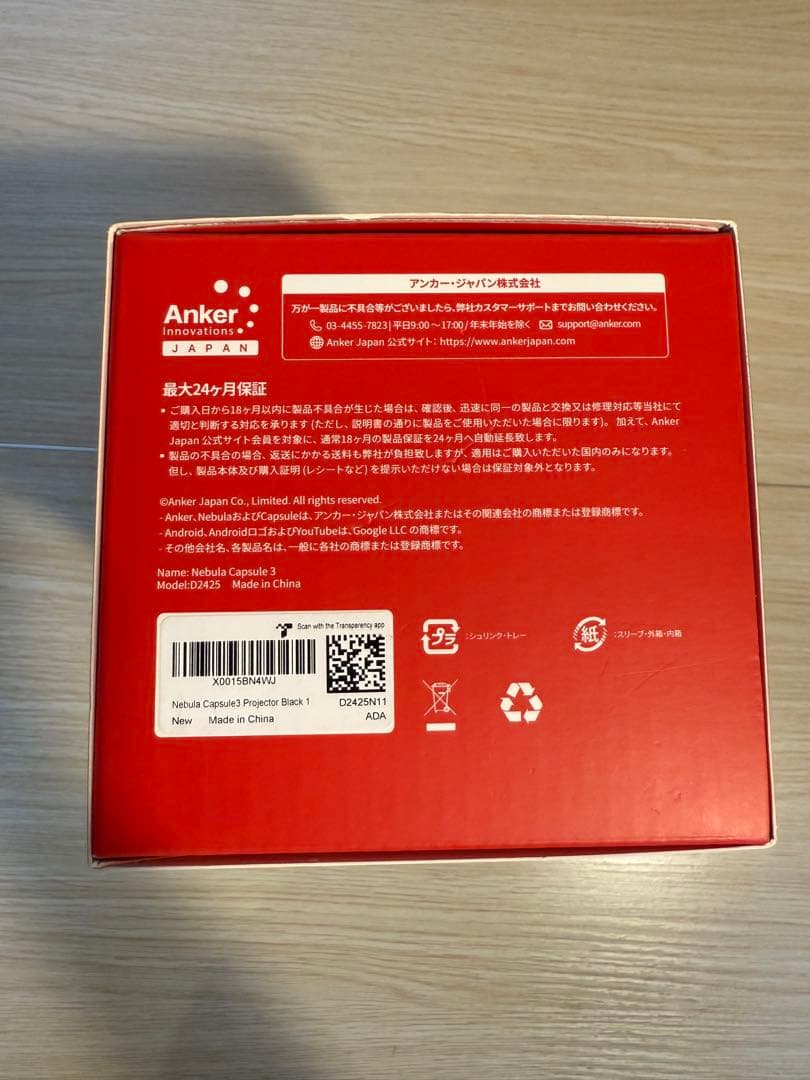 Anker
Innovations
JAPAN
アンカー・ジャパン株式会社
万が一製品に不具合等がございましたら、弊社カスタマーサポートまでお問い合わせください。
03-4455-7823 | 平日9:00 〜 17:00 / 年末年始を除く support@anker.com
Anker Japan 公式サイト: https://www.ankerjapan.com
最大24ヶ月保証
• ご購入日から18ヶ月以内に製品不具合が生じた場合は、確認後、迅速に同一の製品と交換又は修理対応等当社にて
適切と判断する対応を承ります (ただし、説明書の通りに製品をご使用いただいた場合に限ります)。 加えて、Anker
Japan 公式サイト会員を対象に、通常18ヶ月の製品保証を24ヶ月へ自動延長致します。
• 製品の不具合の場合、返送にかかる送料も弊社が負担致しますが、適用はご購入いただいた国内のみになります。
但し、製品本体及び購入証明 (レシートなど) を提示いただけない場合は保証対象外となります。
©Anker Japan Co., Limited. All rights reserved.
- Anker、NebulaおよびCapsuleは、アンカー・ジャパン株式会社またはその関連会社の商標または登録商標です。
- Android、AndroidロゴおよびYouTubeは、Google LLC の商標です。
- その他会社名、各製品名は、一般に各社の商標または登録商標です。
Name: Nebula Capsule 3
Model:D2425 Made in China
Scan with the Transparency app
X0015BN4WJ
Nebula Capsule3 Projector Black 1 D2425N11
New Made in China ADA
プラ :シュリンク・トレー
紙 :スリーブ・外箱・内箱